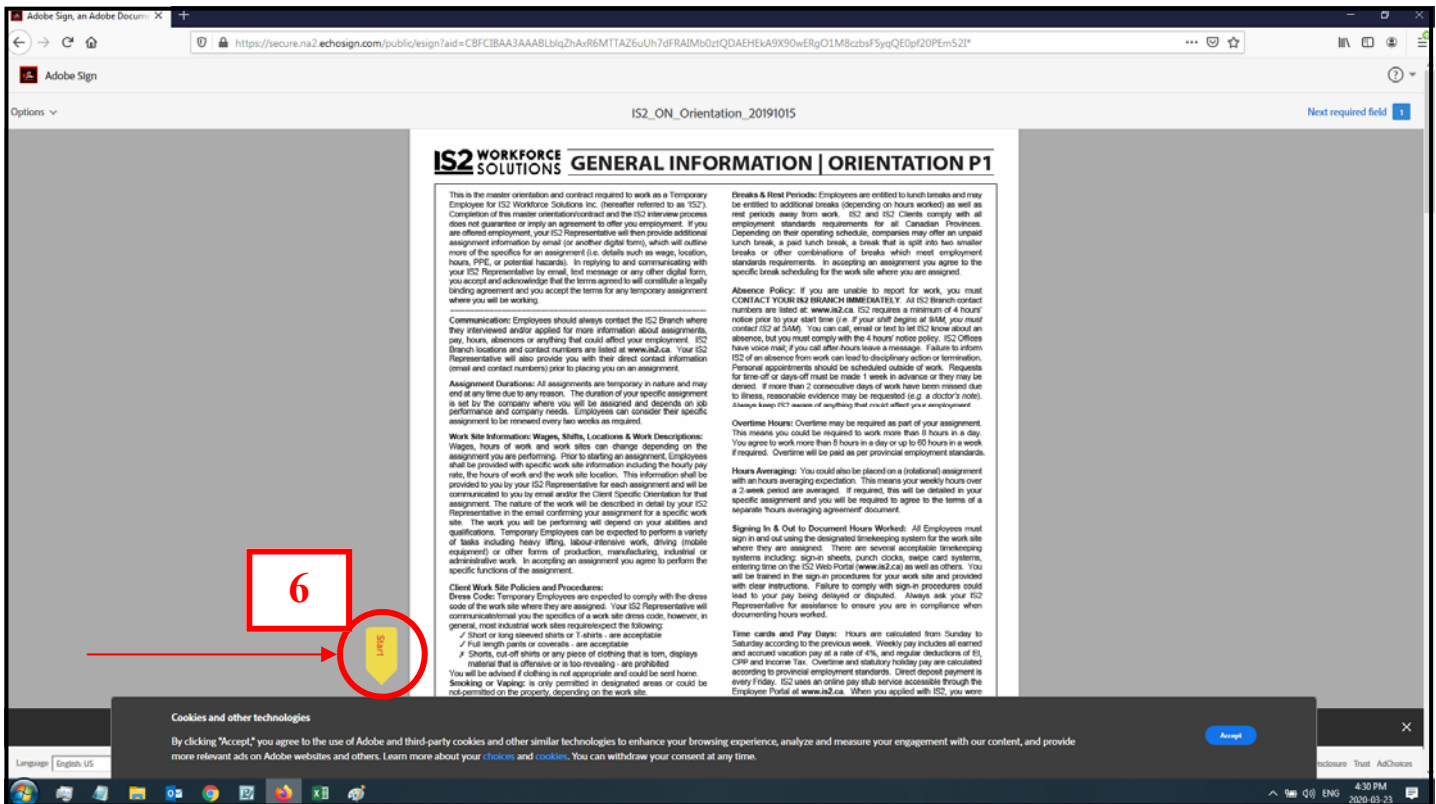 Adobe Sign, an Adobe Docum
https://secure.na2.echosign.com/public/esign?aid=CBFCIBAA3AAABLblqZhAxR6MTTAZ6uUh7dFRAIMb0ztQDAEHEkA9X90wERgO1M8czbsFSyqQE0pf20PEm52I*
Adobe Sign
Options
IS2_ON_Orientation_20191015
Next required field 1
IS2 WORKFORCE SOLUTIONS GENERAL INFORMATION | ORIENTATION P1
This is the master orientation and contract required to work as a Temporary
Employee for IS2 Workforce Solutions Inc. (hereafter referred to as 'IS2').
Completion of this master orientation/contract and the IS2 interview process
does not guarantee or imply an agreement to offer you employment. If you
are offered employment, your IS2 Representative will then provide additional
assignment information by email (or another digital form), which will outline
more of the specifics for an assignment (i.e. details such as wage, location,
hours, PPE, or potential hazards). In replying to and communicating with
your IS2 Representative by email, text message or any other digital form,
you accept and acknowledge that the terms agreed to will constitute a legally
binding agreement and you accept the terms for any temporary assignment
where you will be working.
Communication: Employees should always contact the IS2 Branch where
they interviewed and/or applied for more information about assignments,
pay, hours, absences or anything that could affect your employment. IS2
Branch locations and contact numbers are listed at www.is2.ca. Your IS2
Representative will also provide you with their direct contact information
(email and contact numbers) prior to placing you on an assignment.
Assignment Durations: All assignments are temporary in nature and may
end at any time due to any reason. The duration of your specific assignment
is set by the company where you will be assigned and depends on job
performance and company needs. Employees can consider their specific
assignment to be renewed every two weeks as required.
Work Site Information: Wages, Shifts, Locations & Work Descriptions:
Wages, hours of work and work sites can change depending on the
assignment you are performing. Prior to starting an assignment, Employees
shall be provided with specific work site information including the hourly pay
rate, the hours of work and the work site location. This information shall be
provided to you by your IS2 Representative for each assignment and will be
communicated to you by email and/or the Client Specific Orientation for that
assignment. The nature of the work will be described in detail by your IS2
Representative in the email confirming your assignment for a specific work
site. The work you will be performing will depend on your abilities and
qualifications. Temporary Employees can be expected to perform a variety
of tasks including heavy lifting, labour-intensive work, driving (mobile
equipment) or other forms of production, manufacturing, industrial or
administrative work. In accepting an assignment you agree to perform the
specific functions of the assignment.
Client Work Site Policies and Procedures:
Dress Code: Temporary Employees are expected to comply with the dress
code of the work site where they are assigned. Your IS2 Representative will
communicate/email you the specifics of a work site dress code, however, in
general, most industrial work sites require/expect the following:
✓ Short or long sleeved shirts or T-shirts - are acceptable
✓ Full length pants or coveralls - are acceptable
✗ Shorts, cut-off shirts or any piece of clothing that is torn, displays
material that is offensive or is too-revealing - are prohibited
You will be advised if clothing is not appropriate and could be sent home.
Smoking or Vaping: is only permitted in designated areas or could be
not-permitted on the property, depending on the work site.
Breaks & Rest Periods: Employees are entitled to lunch breaks and may
be entitled to additional breaks (depending on hours worked) as well as
rest periods away from work. IS2 and IS2 Clients comply with all
employment standards requirements for all Canadian Provinces.
Depending on their operating schedule, companies may offer an unpaid
lunch break, a paid lunch break, a break that is split into two smaller
breaks or other combinations of breaks which meet employment
standards requirements. In accepting an assignment you agree to the
specific break scheduling for the work site where you are assigned.
Absence Policy: If you are unable to report for work, you must
CONTACT YOUR IS2 BRANCH IMMEDIATELY. All IS2 Branch contact
numbers are listed at: www.is2.ca. IS2 requires a minimum of 4 hours'
notice prior to your start time (i.e. If your shift begins at 9AM, you must
contact IS2 at 5AM). You can call, email or text to let IS2 know about an
absence, but you must comply with the 4 hours' notice policy. IS2 Offices
have voice mail; if you call after-hours leave a message. Failure to inform
IS2 of an absence from work can lead to disciplinary action or termination.
Personal appointments should be scheduled outside of work. Requests
for time-off or days-off must be made 1 week in advance or they may be
denied. If more than 2 consecutive days of work have been missed due
to illness, reasonable evidence may be requested (e.g. a doctor's note).
Always keep IS2 aware of anything that could affect your employment
Overtime Hours: Overtime may be required as part of your assignment.
This means you could be required to work more than 8 hours in a day.
You agree to work more than 8 hours in a day or up to 60 hours in a week
if required. Overtime will be paid as per provincial employment standards.
Hours Averaging: You could also be placed on a (rotational) assignment
with an hours averaging expectation. This means your weekly hours over
a 2-week period are averaged. If required, this will be detailed in your
specific assignment and you will be required to agree to the terms of a
separate 'hours averaging agreement' document.
Signing In & Out to Document Hours Worked: All Employees must
sign in and out using the designated timekeeping system for the work site
where they are assigned. There are several acceptable timekeeping
systems including: sign-in sheets, punch clocks, swipe card systems,
entering time on the IS2 Web Portal (www.is2.ca) as well as others. You
will be trained in the sign-in procedures for your work site and provided
with clear instructions. Failure to comply with sign-in procedures could
lead to your pay being delayed or disputed. Always ask your IS2
Representative for assistance to ensure you are in compliance when
documenting hours worked.
Time cards and Pay Days: Hours are calculated from Sunday to
Saturday according to the previous week. Weekly pay includes all earned
and accrued vacation pay at a rate of 4%, and regular deductions of EI,
CPP and Income Tax. Overtime and statutory holiday pay are calculated
according to provincial employment standards. Direct deposit payment is
every Friday. IS2 uses an online pay stub service accessible through the
Employee Portal at www.is2.ca. When you applied with IS2, you were
6
Start
Cookies and other technologies
By clicking "Accept," you agree to the use of Adobe and third-party cookies and other similar technologies to enhance your browsing experience, analyze and measure your engagement with our content, and provide
more relevant ads on Adobe websites and others. Learn more about your choices and cookies. You can withdraw your consent at any time.
Accept
Language English: US
Trust AdChoices
ENG
4:30 PM
2020-03-23